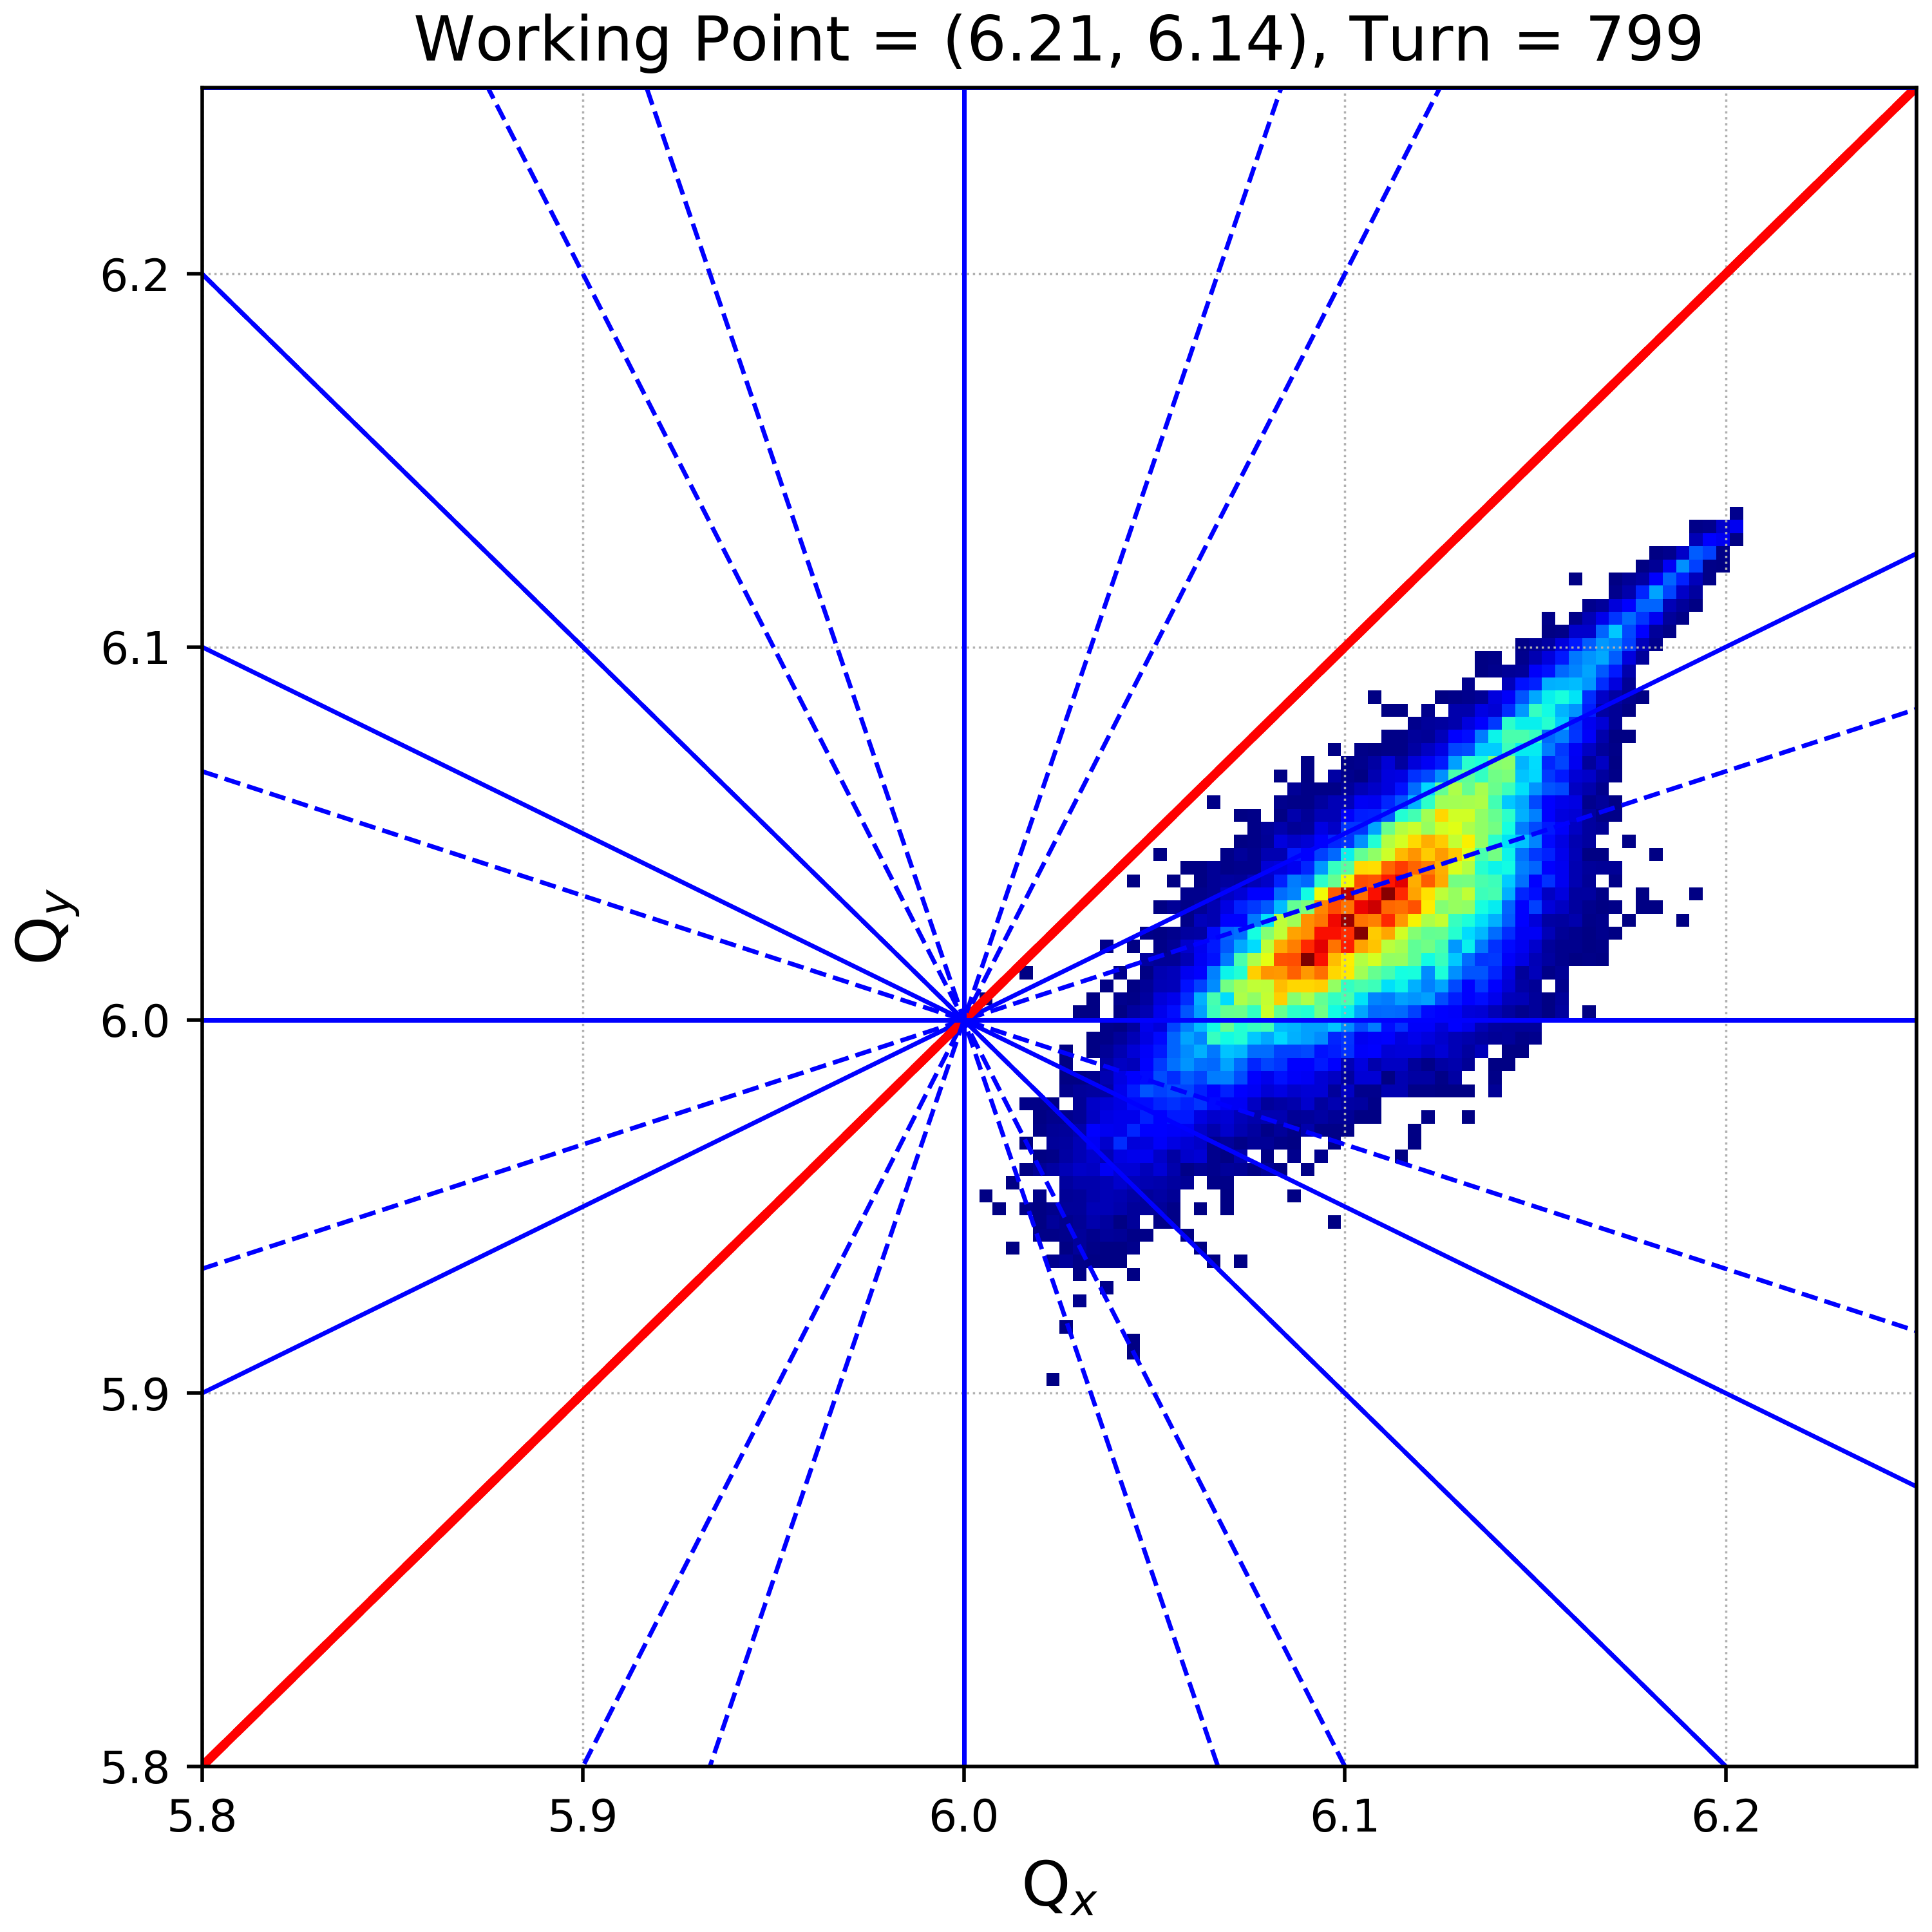 Working Point = (6.21, 6.14), Turn = 799
6.2
6.1
6.0
5.9
5.8
Qy
5.8 5.9 6.0 6.1 6.2
Qx